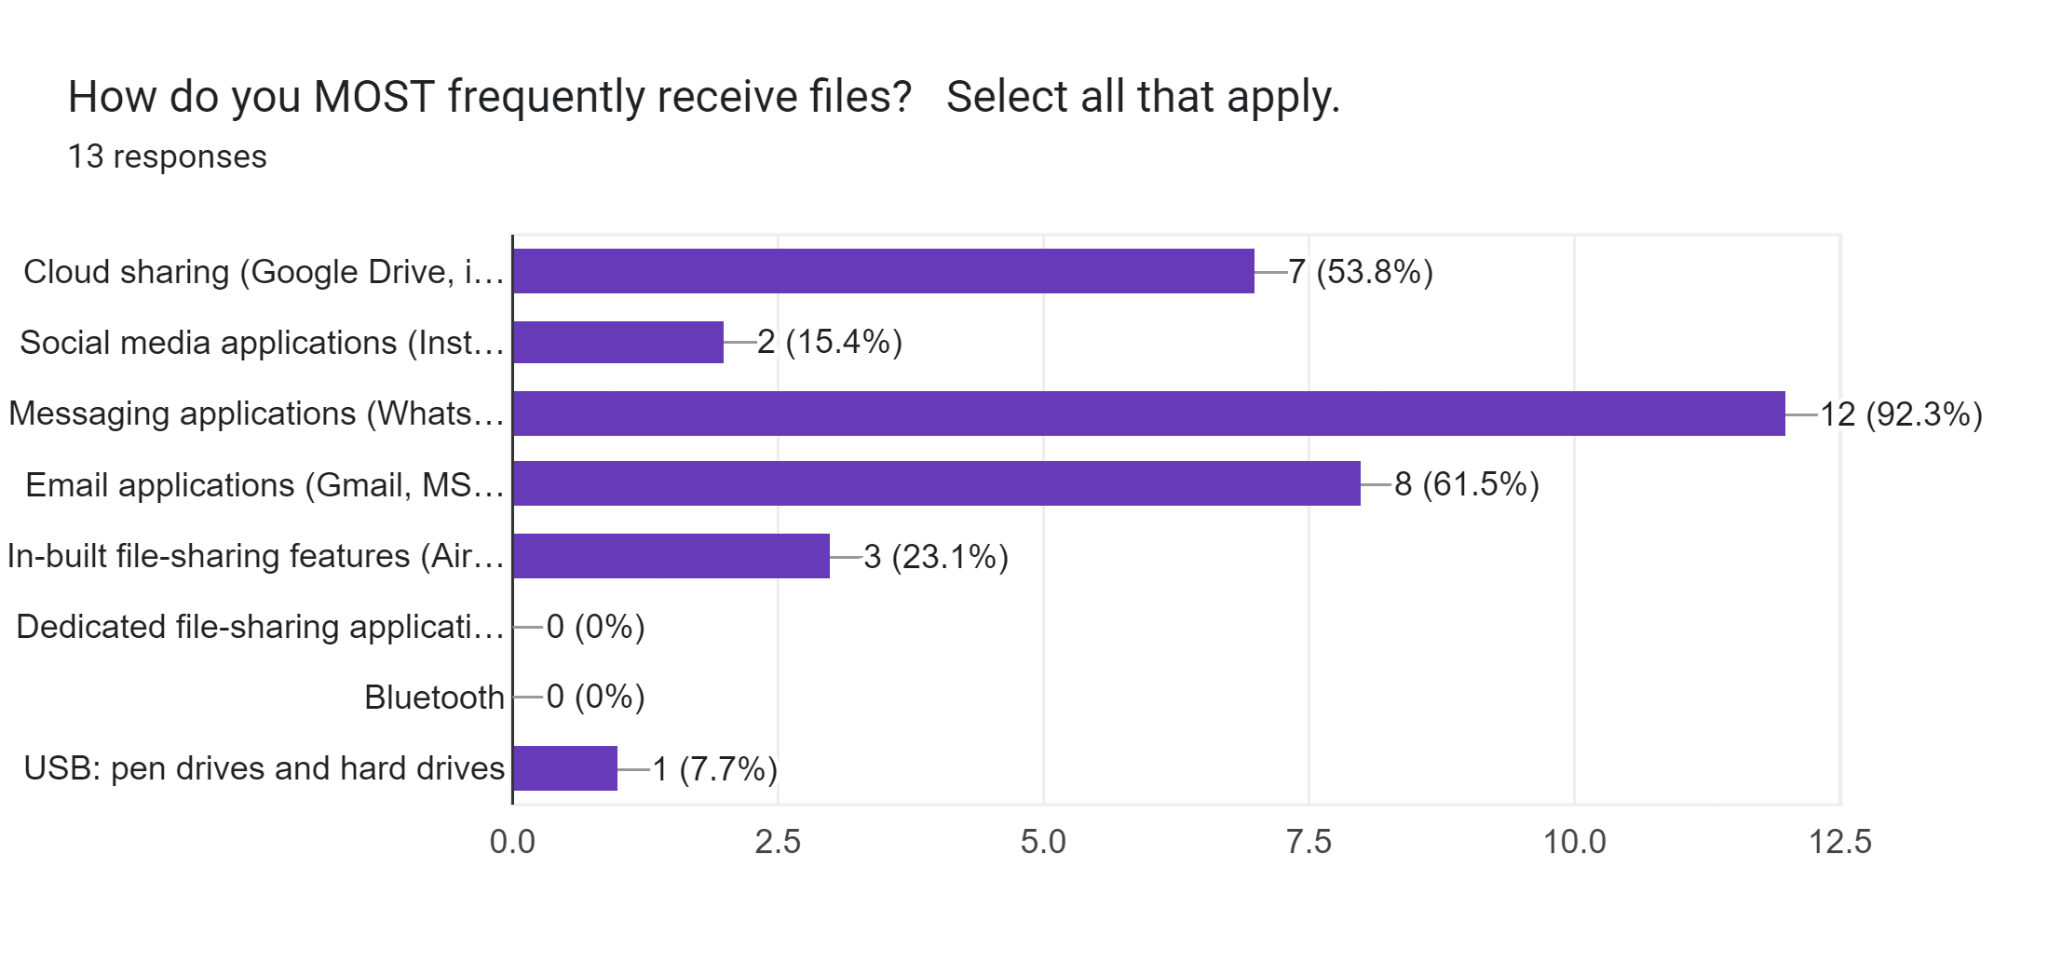 How do you MOST frequently receive files?   Select all that apply.
13 responses
Cloud sharing (Google Drive, i… 7 (53.8%)
Social media applications (Inst… 2 (15.4%)
Messaging applications (Whats… 12 (92.3%)
Email applications (Gmail, MS… 8 (61.5%)
In-built file-sharing features (Air… 3 (23.1%)
Dedicated file-sharing applicati… 0 (0%)
Bluetooth 0 (0%)
USB: pen drives and hard drives 1 (7.7%)
0.0 2.5 5.0 7.5 10.0 12.5